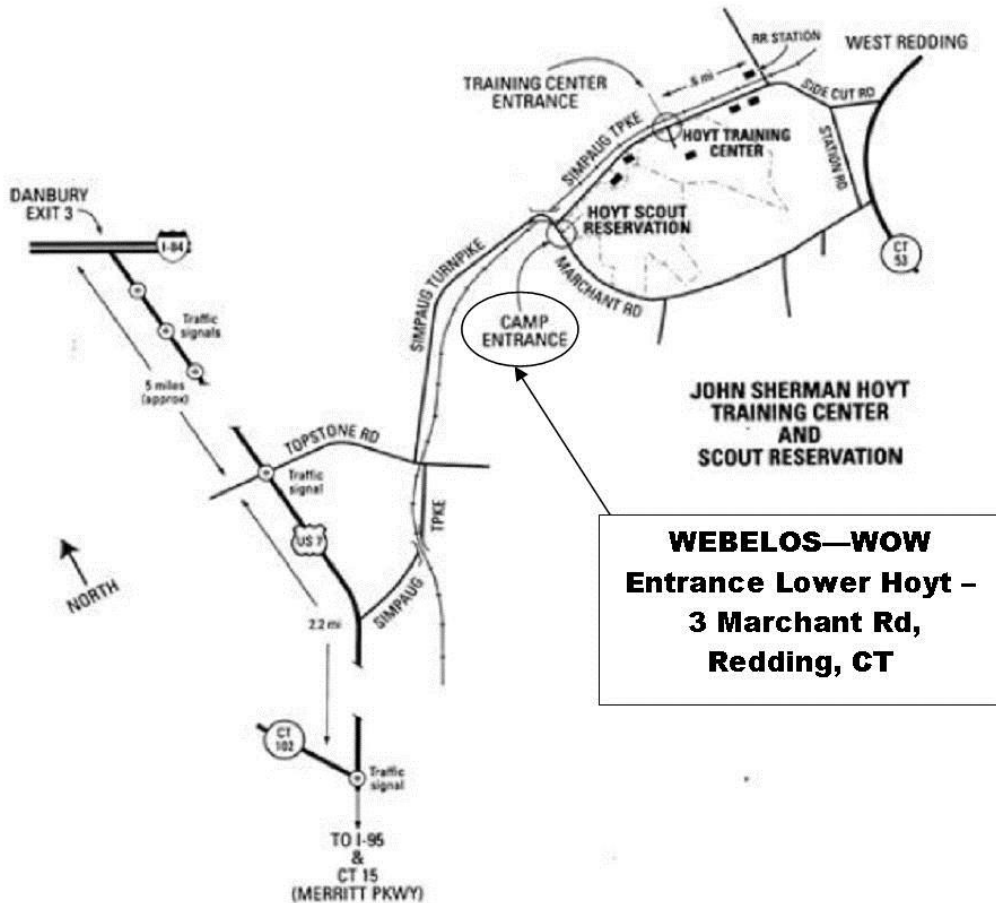 RR STATION
WEST REDDING
TRAINING CENTER
ENTRANCE
.6 mi
SIDE CUT RD
SIMPAUG TPKE
HOYT TRAINING
CENTER
STATION RD
DANBURY
EXIT 3
I-84
HOYT SCOUT
RESERVATION
CT
53
SIMPAUG TURNPIKE
MARCHANT RD
Traffic
signals
CAMP
ENTRANCE
5 miles
(approx)
JOHN SHERMAN HOYT
TRAINING CENTER
AND
SCOUT RESERVATION
TOPSTONE RD
Traffic
signal
TPKE
US 7
WEBELOS—WOW
Entrance Lower Hoyt –
3 Marchant Rd,
Redding, CT
NORTH
SIMPAUG
2.2 mi
CT
102
Traffic
signal
TO I-95
&
CT 15
(MERRITT PKWY)